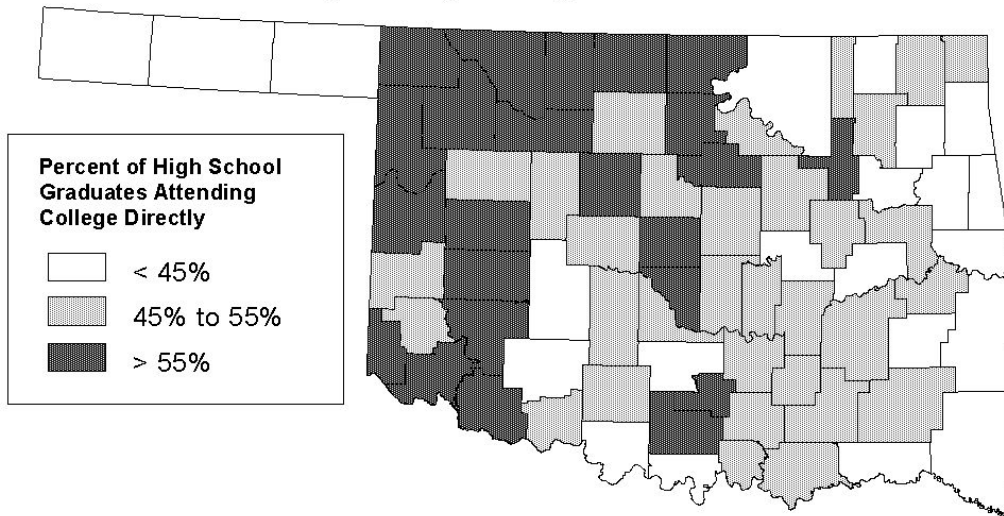 Percent of High School
Graduates Attending
College Directly
< 45%
45% to 55%
> 55%